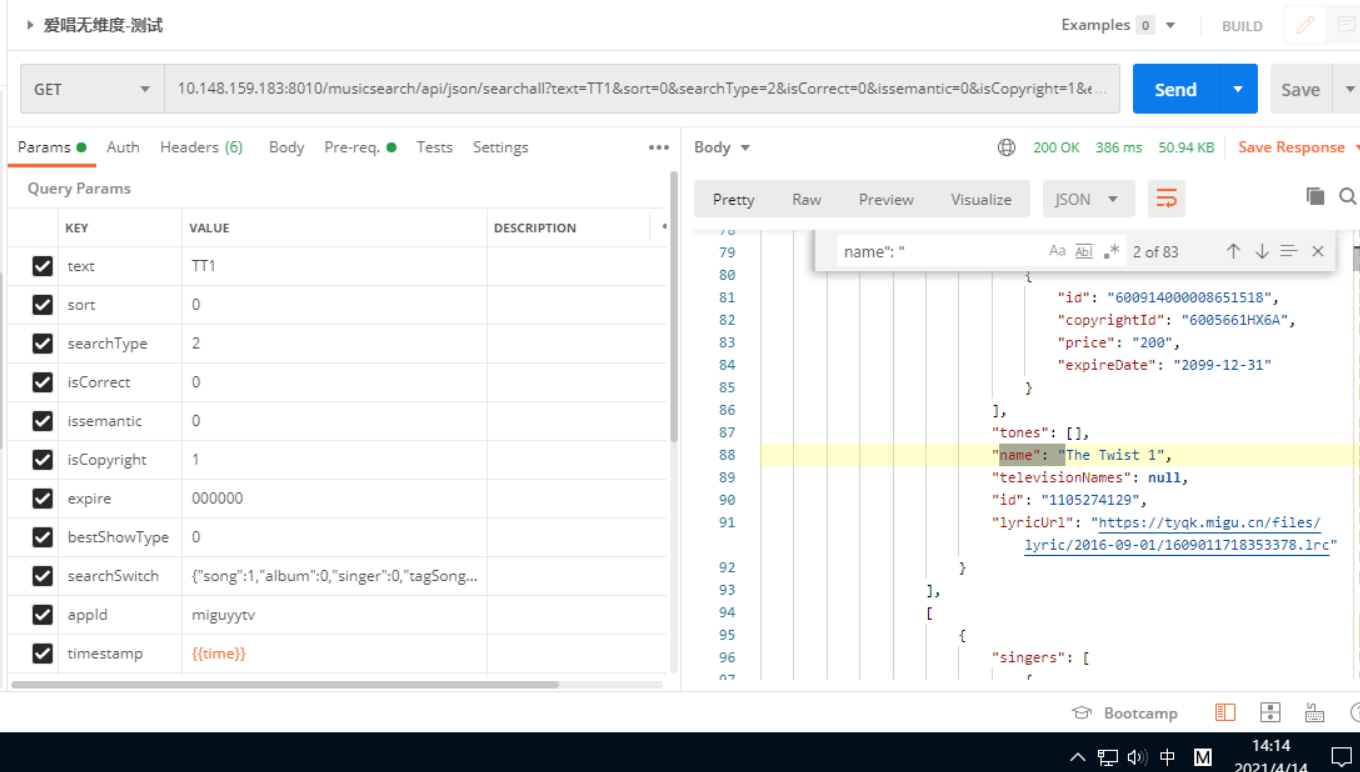 爱唱无维度-测试
Examples 0
BUILD
GET
10.148.159.183:8010/musicsearch/api/json/searchall?text=TT1&sort=0&searchType=2&isCorrect=0&issemantic=0&isCopyright=1&e...
Send
Save
Params
Auth
Headers (6)
Body
Pre-req.
Tests
Settings
Query Params
KEY VALUE DESCRIPTION
text TT1
sort 0
searchType 2
isCorrect 0
issemantic 0
isCopyright 1
expire 000000
bestShowType 0
searchSwitch {"song":1,"album":0,"singer":0,"tagSong...
appId miguyytv
timestamp {{time}}
Body
200 OK 386 ms 50.94 KB Save Response
Pretty Raw Preview Visualize JSON
name": " Aa Abl .* 2 of 83
78
79
80 {
81 "id": "600914000008651518",
82 "copyrightId": "6005661HX6A",
83 "price": "200",
84 "expireDate": "2099-12-31"
85 }
86 ],
87 "tones": [],
88 "name": "The Twist 1",
89 "televisionNames": null,
90 "id": "1105274129",
91 "lyricUrl": "https://tyqk.migu.cn/files/
lyric/2016-09-01/1609011718353378.lrc"
92 }
93 ],
94 [
95 {
96 "singers": [
97 {
Bootcamp
中 M
14:14
2021/4/14